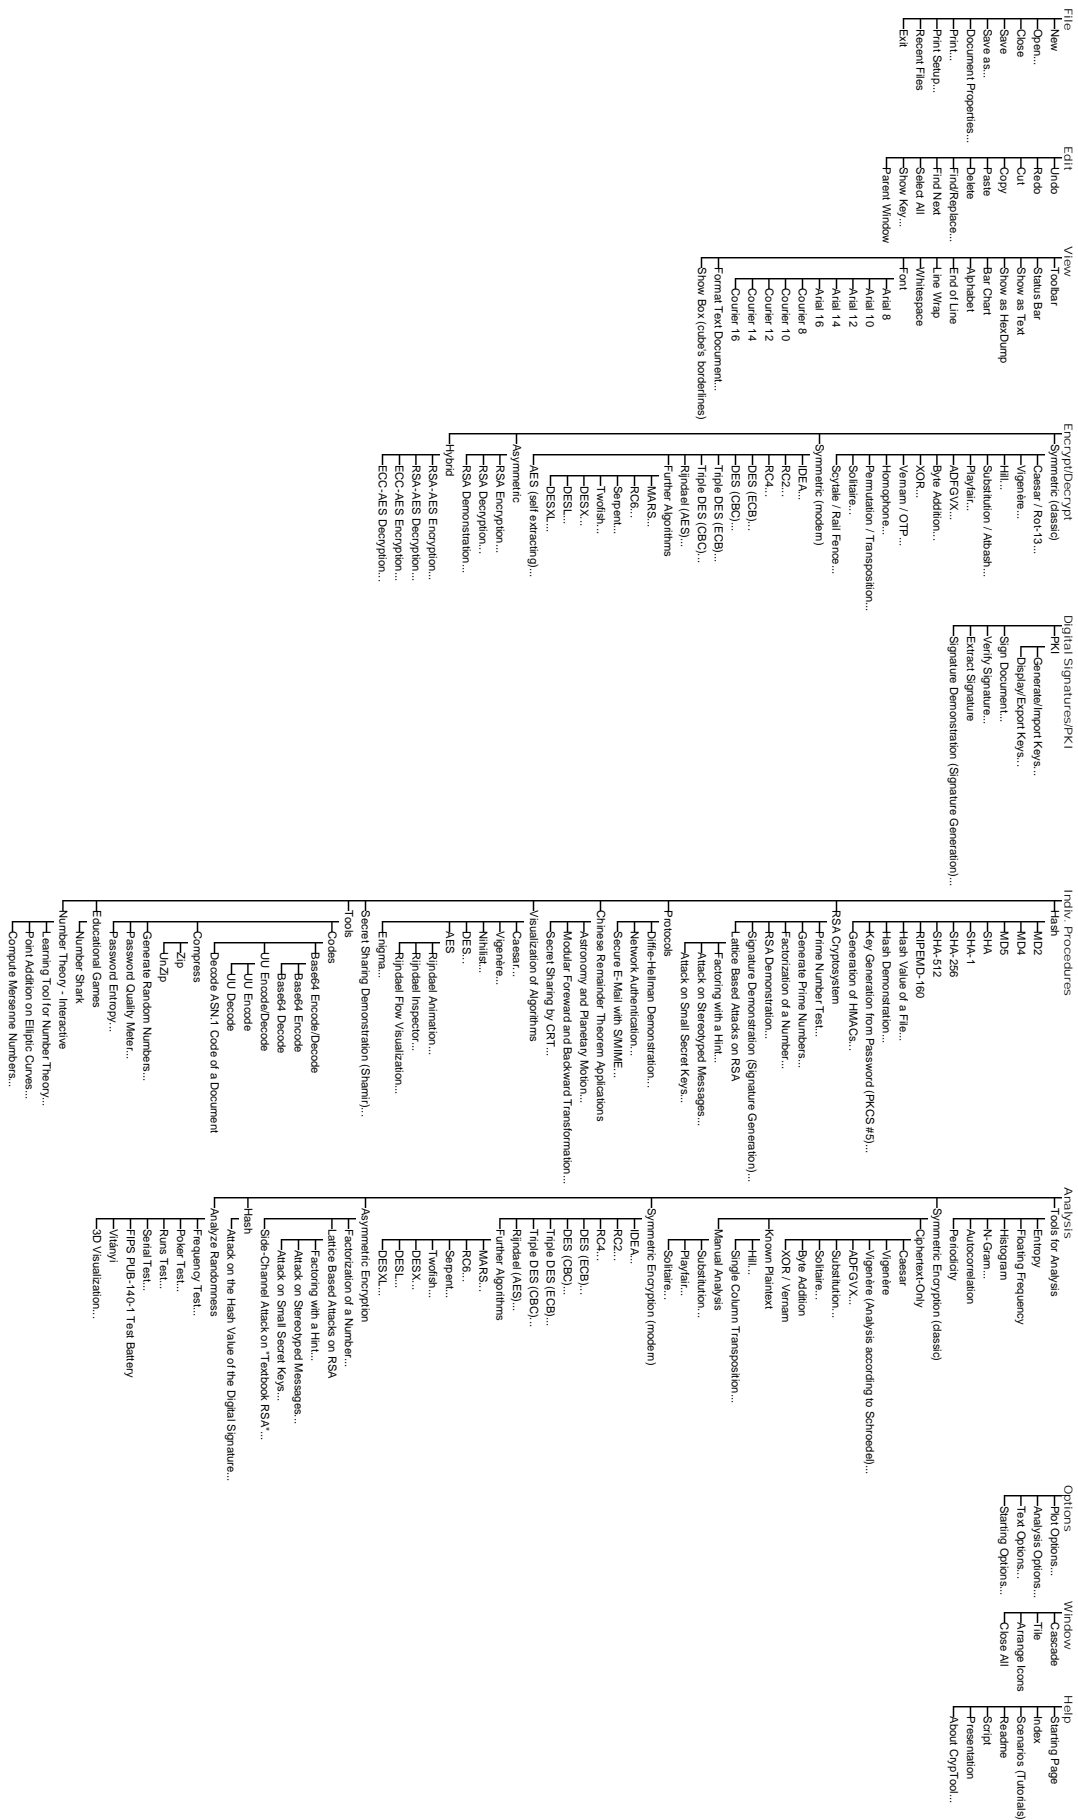 File
New
Open...
Close
Save
Save as...
Document Properties...
Print...
Print Setup...
Recent Files
Exit
Edit
Undo
Redo
Cut
Copy
Paste
Delete
Find/Replace...
Find Next
Select All
Show Key...
Parent Window
View
Toolbar
Status Bar
Show as Text
Show as HexDump
Bar Chart
Alphabet
End of Line
Line Wrap
Whitespace
Font
Arial 8
Arial 10
Arial 12
Arial 14
Arial 16
Courier 8
Courier 10
Courier 12
Courier 14
Courier 16
Format Text Document...
Show Box (cube's borderlines)
Encrypt/Decrypt
Symmetric (classic)
Caesar / Rot-13...
Vigenère...
Hill...
Substitution / Atbash...
Playfair...
ADFGVX...
Byte Addition...
XOR...
Vernam / OTP...
Homophone...
Permutation / Transposition...
Solitaire...
Scytale / Rail Fence...
Symmetric (modern)
IDEA...
RC2...
RC4...
DES (ECB)...
DES (CBC)...
Triple DES (ECB)...
Triple DES (CBC)...
Rijndael (AES)...
Further Algorithms
MARS...
RC6...
Serpent...
Twofish...
DESX...
DESL...
DESXL...
AES (self extracting)...
Asymmetric
RSA Encryption...
RSA Decryption...
RSA Demonstration...
Hybrid
RSA-AES Encryption...
RSA-AES Decryption...
ECC-AES Encryption...
ECC-AES Decryption...
Digital Signatures/PKI
PKI
Generate/Import Keys...
Display/Export Keys...
Sign Document...
Verify Signature...
Extract Signature
Signature Demonstration (Signature Generation)...
Indiv. Procedures
Hash
MD2
MD4
MD5
SHA
SHA-1
SHA-256
SHA-512
RIPEMD-160
Hash Value of a File...
Hash Demonstration...
Key Generation from Password (PKCS #5)...
Generation of HMACs...
RSA Cryptosystem
Prime Number Test...
Generate Prime Numbers...
Factorization of a Number...
RSA Demonstration...
Signature Demonstration (Signature Generation)...
Lattice Based Attacks on RSA
Factoring with a Hint...
Attack on Stereotyped Messages...
Attack on Small Secret Keys...
Protocols
Diffie-Hellman Demonstration...
Network Authentication...
Secure E-Mail with S/MIME...
Chinese Remainder Theorem Applications
Astronomy and Planetary Motion...
Modular Foreward and Backward Transformation...
Secret Sharing by CRT...
Visualization of Algorithms
Caesar...
Vigenère...
Nihilist...
DES...
AES
Rijndael Animation...
Rijndael Inspector...
Rijndael Flow Visualization...
Enigma...
Secret Sharing Demonstration (Shamir)...
Tools
Codes
Base64 Encode/Decode
Base64 Encode
Base64 Decode
UU Encode/Decode
UU Encode
UU Decode
Decode ASN.1 Code of a Document
Compress
Zip
UnZip
Generate Random Numbers...
Password Quality Meter...
Password Entropy...
Educational Games
Number Shark
Number Theory - Interactive
Learning Tool for Number Theory...
Point Addition on Elliptic Curves...
Compute Mersenne Numbers...
Analysis
Tools for Analysis
Entropy
Floating Frequency
Histogram
N-Gram...
Autocorrelation
Periodicity
Symmetric Encryption (classic)
Ciphertext-Only
Caesar
Vigenère
Vigenère (Analysis according to Schroedel)...
ADFGVX...
Substitution...
Solitaire...
Byte Addition
XOR / Vernam
Known Plaintext
Hill...
Single Column Transposition...
Manual Analysis
Substitution...
Playfair...
Solitaire...
Symmetric Encryption (modern)
IDEA...
RC2...
RC4...
DES (ECB)...
DES (CBC)...
Triple DES (ECB)...
Triple DES (CBC)...
Rijndael (AES)...
Further Algorithms
MARS...
RC6...
Serpent...
Twofish...
DESX...
DESL...
DESXL...
Asymmetric Encryption
Factorization of a Number...
Lattice Based Attacks on RSA
Factoring with a Hint...
Attack on Stereotyped Messages...
Attack on Small Secret Keys...
Side-Channel Attack on "Textbook RSA"...
Hash
Attack on the Hash Value of the Digital Signature...
Analyze Randomness
Frequency Test...
Poker Test...
Runs Test...
Serial Test...
FIPS PUB-140-1 Test Battery
Vitányi
3D Visualization...
Options
Plot Options...
Analysis Options...
Text Options...
Starting Options...
Window
Cascade
Tile
Arrange Icons
Close All
Help
Starting Page
Index
Scenarios (Tutorials)
Readme
Script
Presentation
About CrypTool...